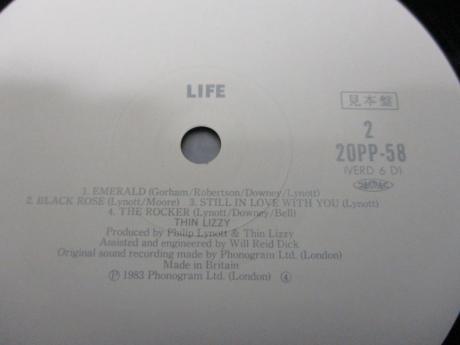 LIFE
見本盤
2
20PP-58
(VERD 6 D)
1. EMERALD (Gorham/Robertson/Downey/Lynott)
2. BLACK ROSE (Lynott/Moore) 3. STILL IN LOVE WITH YOU (Lynott)
4. THE ROCKER (Lynott/Downey/Bell)
THIN LIZZY
Produced by Philip Lynott & Thin Lizzy
Assisted and engineered by Will Reid Dick
Original sound recording made by Phonogram Ltd. (London)
Made in Britain
Ⓟ 1983 Phonogram Ltd. (London) ④